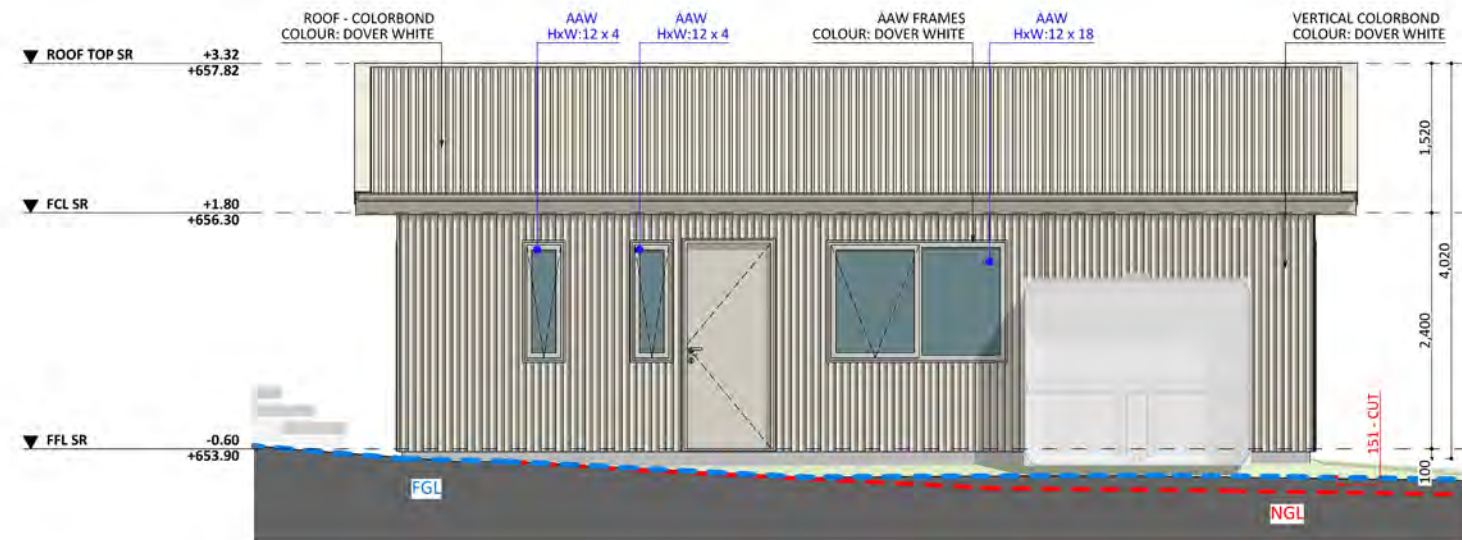 ROOF - COLORBOND
COLOUR: DOVER WHITE
AAW
HxW:12 x 4
AAW
HxW:12 x 4
AAW FRAMES
COLOUR: DOVER WHITE
AAW
HxW:12 x 18
VERTICAL COLORBOND
COLOUR: DOVER WHITE
ROOF TOP SR +3.32
+657.82
1,520
FCL SR +1.80
+656.30
4,020
2,400
151 - CUT
FFL SR -0.60
+653.90
100
FGL
NGL